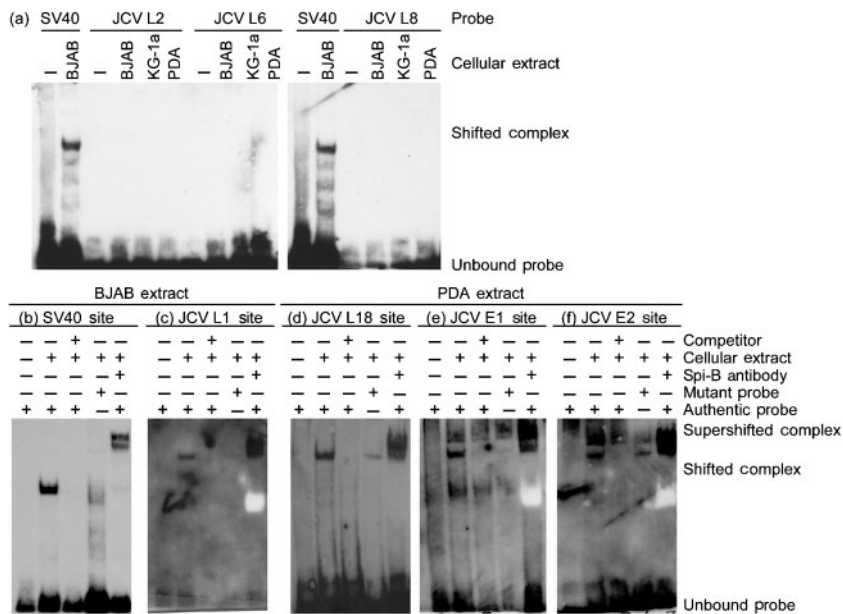 (a) SV40 JCV L2 JCV L6 SV40 JCV L8 Probe
– BJAB – BJAB KG-1a PDA – BJAB KG-1a PDA – BJAB – BJAB KG-1a PDA Cellular extract
Shifted complex
Unbound probe
BJAB extract PDA extract
(b) SV40 site (c) JCV L1 site (d) JCV L18 site (e) JCV E1 site (f) JCV E2 site
– – + – – – – + – – – – + – – – – + – – – – + – – Competitor
– + + + + – + + + + – + + + + – + + + + – + + + + Cellular extract
– – – – + – – – – + – – – – + – – – – + – – – – + Spi-B antibody
– – – + – – – – + – – – – + – – – – + – – – – + – Mutant probe
+ + + – + + + + – + + + + – + + + + – + + + + – + Authentic probe
Supershifted complex
Shifted complex
Unbound probe